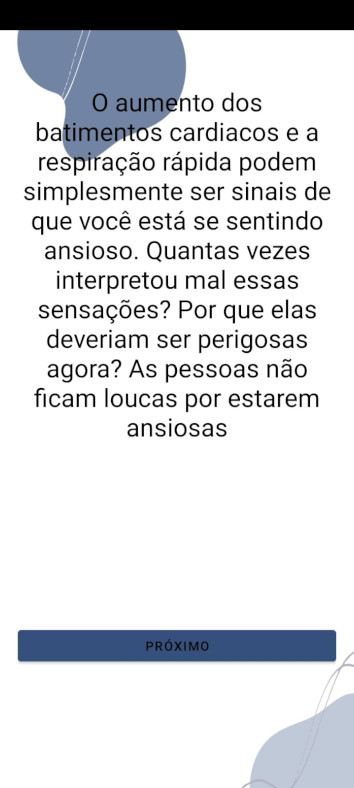 O aumento dos
batimentos cardiacos e a
respiração rápida podem
simplesmente ser sinais de
que você está se sentindo
ansioso. Quantas vezes
interpretou mal essas
sensações? Por que elas
deveriam ser perigosas
agora? As pessoas não
ficam loucas por estarem
ansiosas
PRÓXIMO